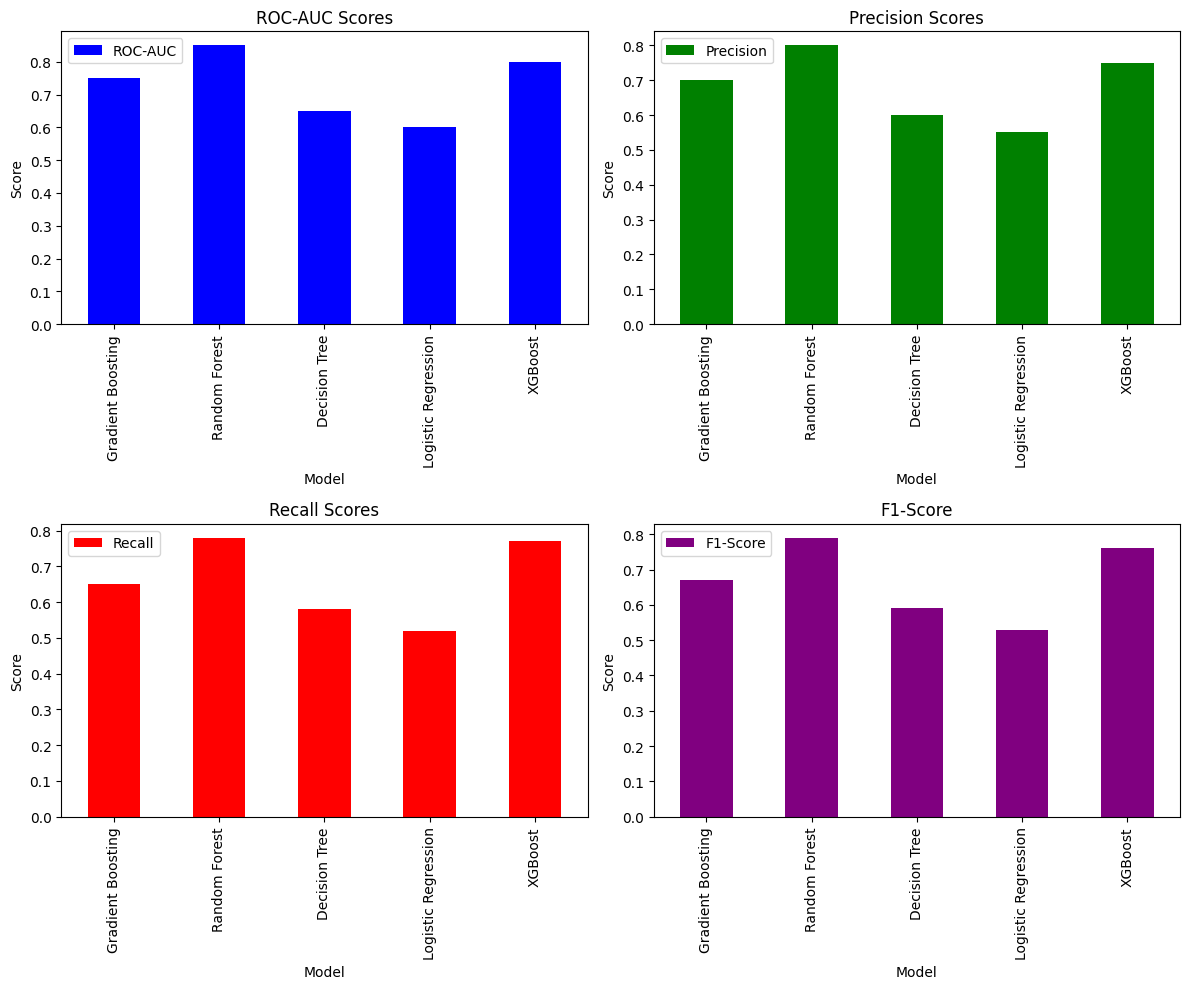 ROC-AUC Scores
ROC-AUC
Score
0.8
0.7
0.6
0.5
0.4
0.3
0.2
0.1
0.0
Gradient Boosting
Random Forest
Decision Tree
Logistic Regression
XGBoost
Model
Precision Scores
Precision
Score
0.8
0.7
0.6
0.5
0.4
0.3
0.2
0.1
0.0
Gradient Boosting
Random Forest
Decision Tree
Logistic Regression
XGBoost
Model
Recall Scores
Recall
Score
0.8
0.7
0.6
0.5
0.4
0.3
0.2
0.1
0.0
Gradient Boosting
Random Forest
Decision Tree
Logistic Regression
XGBoost
Model
F1-Score
F1-Score
Score
0.8
0.7
0.6
0.5
0.4
0.3
0.2
0.1
0.0
Gradient Boosting
Random Forest
Decision Tree
Logistic Regression
XGBoost
Model